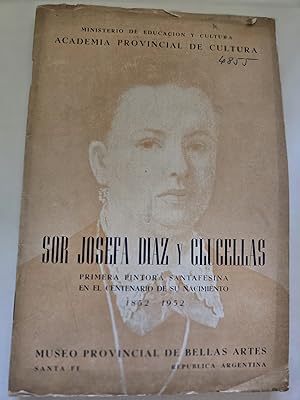 MINISTERIO DE EDUCACION Y CULTURA
ACADEMIA PROVINCIAL DE CULTURA
4855
SOR JOSEFA DIAZ y CLUCELLAS
PRIMERA PINTORA SANTAFESINA
EN EL CENTENARIO DE SU NACIMIENTO
1852 - 1952
MUSEO PROVINCIAL DE BELLAS ARTES
SANTA FE REPUBLICA ARGENTINA